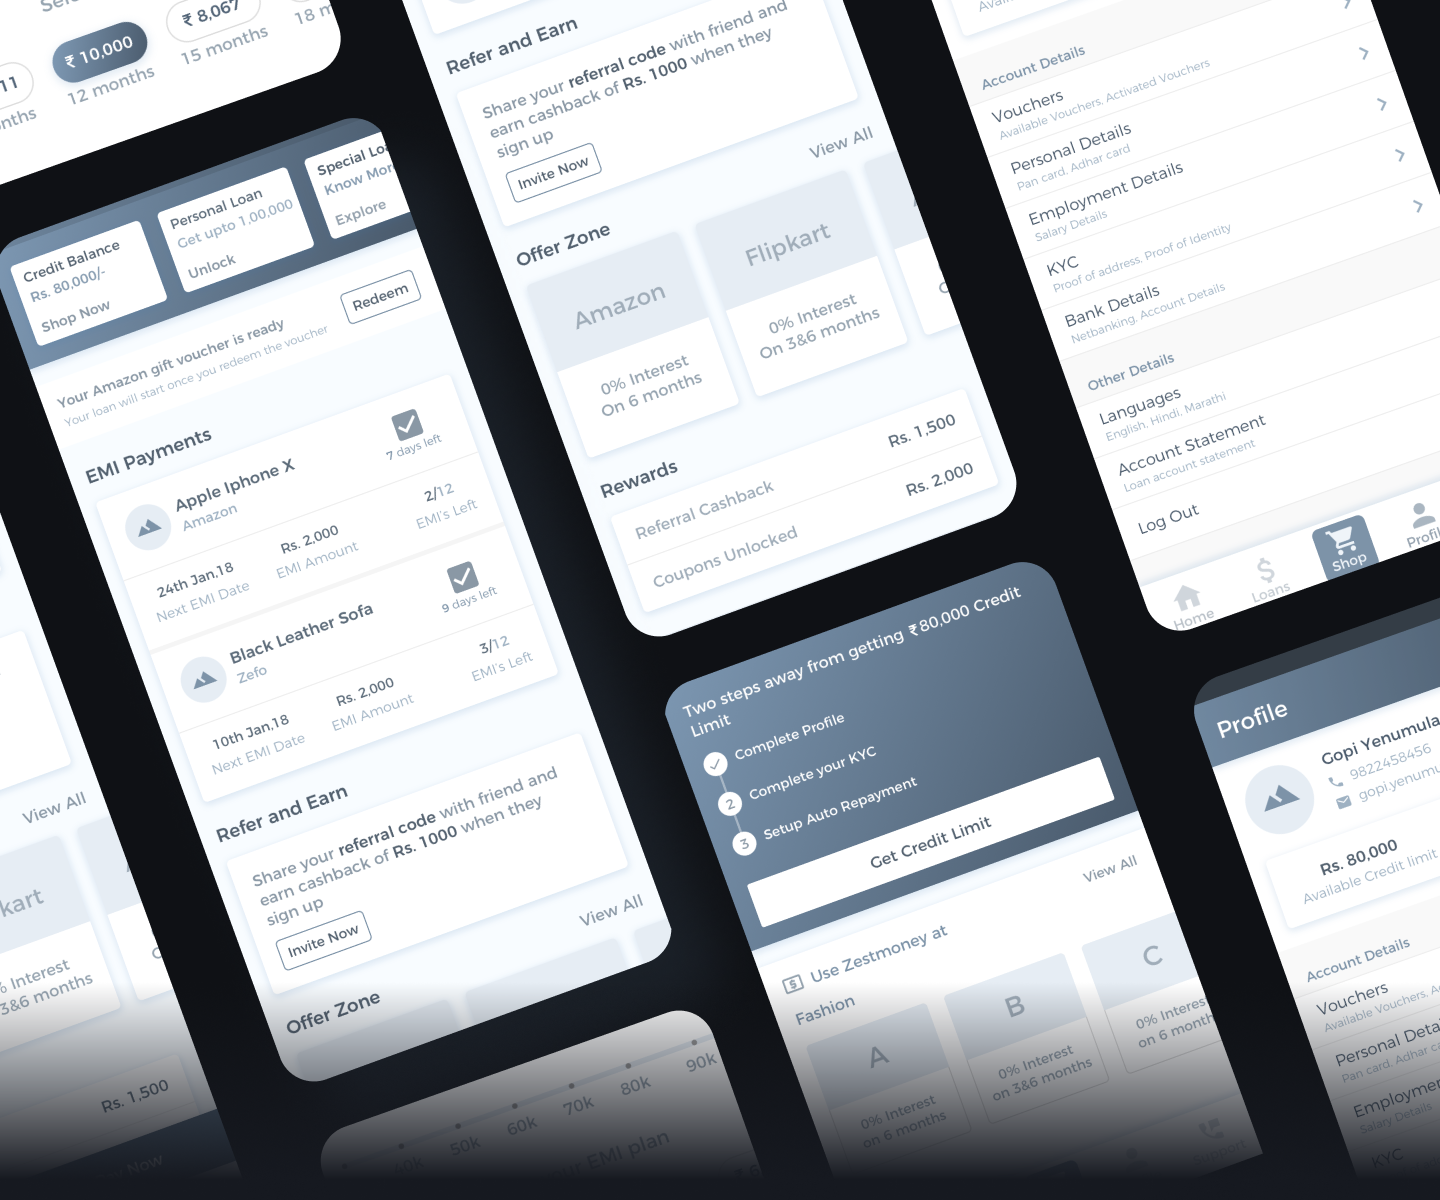 ₹ 10,000
₹ 8,067
11
12 months
15 months
18 m
Credit Balance
Rs. 80,000/-
Shop Now
Personal Loan
Get upto 1,00,000
Unlock
Know Mor
Explore
Your Amazon gift voucher is ready
Your loan will start once you redeem the voucher
Redeem
EMI Payments
Apple Iphone X
Amazon
7 days left
24th Jan.18
Next EMI Date
Rs. 2,000
EMI Amount
2/12
EMI's Left
Black Leather Sofa
Zefo
9 days left
10th Jan.18
Next EMI Date
Rs. 2,000
EMI Amount
3/12
EMI's Left
Refer and Earn
Share your referral code with friend and
earn cashback of Rs. 1000 when they
sign up
Invite Now
View All
Offer Zone
View All
kart
% Interest
3&6 months
Rs. 1,500
Now
Refer and Earn
Share your referral code with friend and
earn cashback of Rs. 1000 when they
sign up
Invite Now
View All
Offer Zone
Amazon
0% Interest
On 6 months
Flipkart
0% Interest
On 3&6 months
Rewards
Referral Cashback
Rs. 1,500
Coupons Unlocked
Rs. 2,000
50k
60k
70k
80k
90k
ur EMI plan
Two steps away from getting ₹80,000 Credit
Limit
Complete Profile
2
Complete your KYC
3
Setup Auto Repayment
Get Credit Limit
View All
Use Zestmoney at
Fashion
A
0% Interest
on 6 months
B
0% Interest
on 3&6 months
C
0% Interes
on 6 month
Support
Account Details
Vouchers
Available Vouchers, Activated Vouchers
Personal Details
Pan card, Adhar card
Employment Details
Salary Details
KYC
Proof of address, Proof of Identity
Bank Details
Netbanking, Account Details
Other Details
Languages
English, Hindi, Marathi
Account Statement
Loan account statement
Log Out
Home
Loans
Shop
Profil
Profile
Gopi Yenumula
9822458456
gopi.yenumu
Rs. 80,000
Available Credit limit
Account Details
Vouchers
Available Vouchers, A
Personal Detai
Pan card, Adhar ca
Employmen
Salary Details
KYC